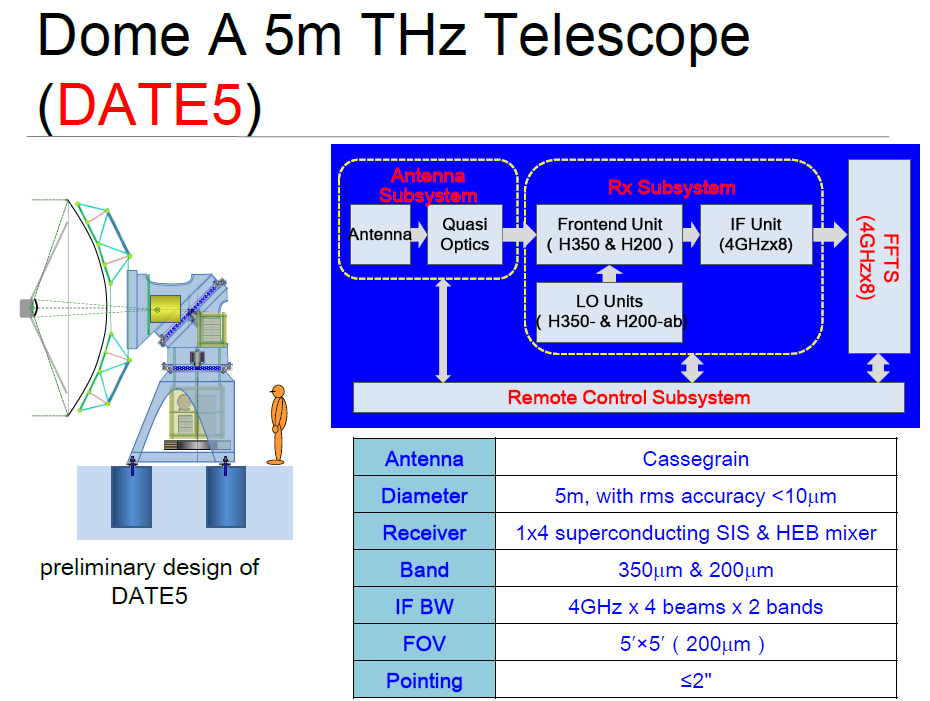 Dome A 5m THz Telescope
(DATE5)
Antenna
Subsystem
Antenna
Quasi
Optics
Rx Subsystem
Frontend Unit
( H350 & H200 )
IF Unit
(4GHzx8)
LO Units
( H350- & H200-ab)
FFTS
(4GHzx8)
Remote Control Subsystem
preliminary design of
DATE5
Antenna Cassegrain
Diameter 5m, with rms accuracy <10μm
Receiver 1x4 superconducting SIS & HEB mixer
Band 350μm & 200μm
IF BW 4GHz x 4 beams x 2 bands
FOV 5′×5′ ( 200μm )
Pointing ≤2"